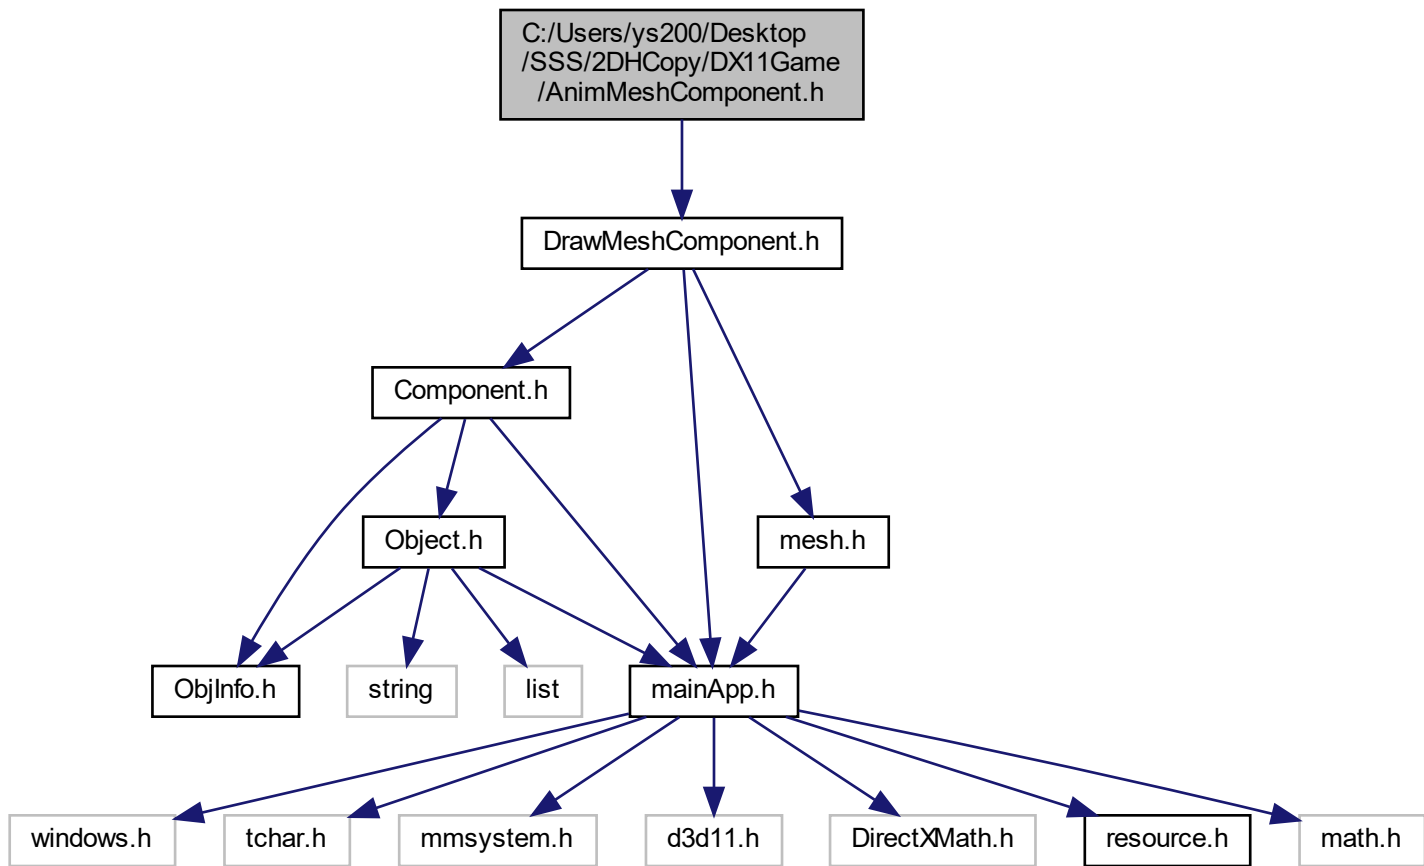 C:/Users/ys200/Desktop
/SSS/2DHCopy/DX11Game
/AnimMeshComponent.h
DrawMeshComponent.h
Component.h
Object.h
mesh.h
ObjInfo.h
string
list
mainApp.h
windows.h
tchar.h
mmsystem.h
d3d11.h
DirectXMath.h
resource.h
math.h